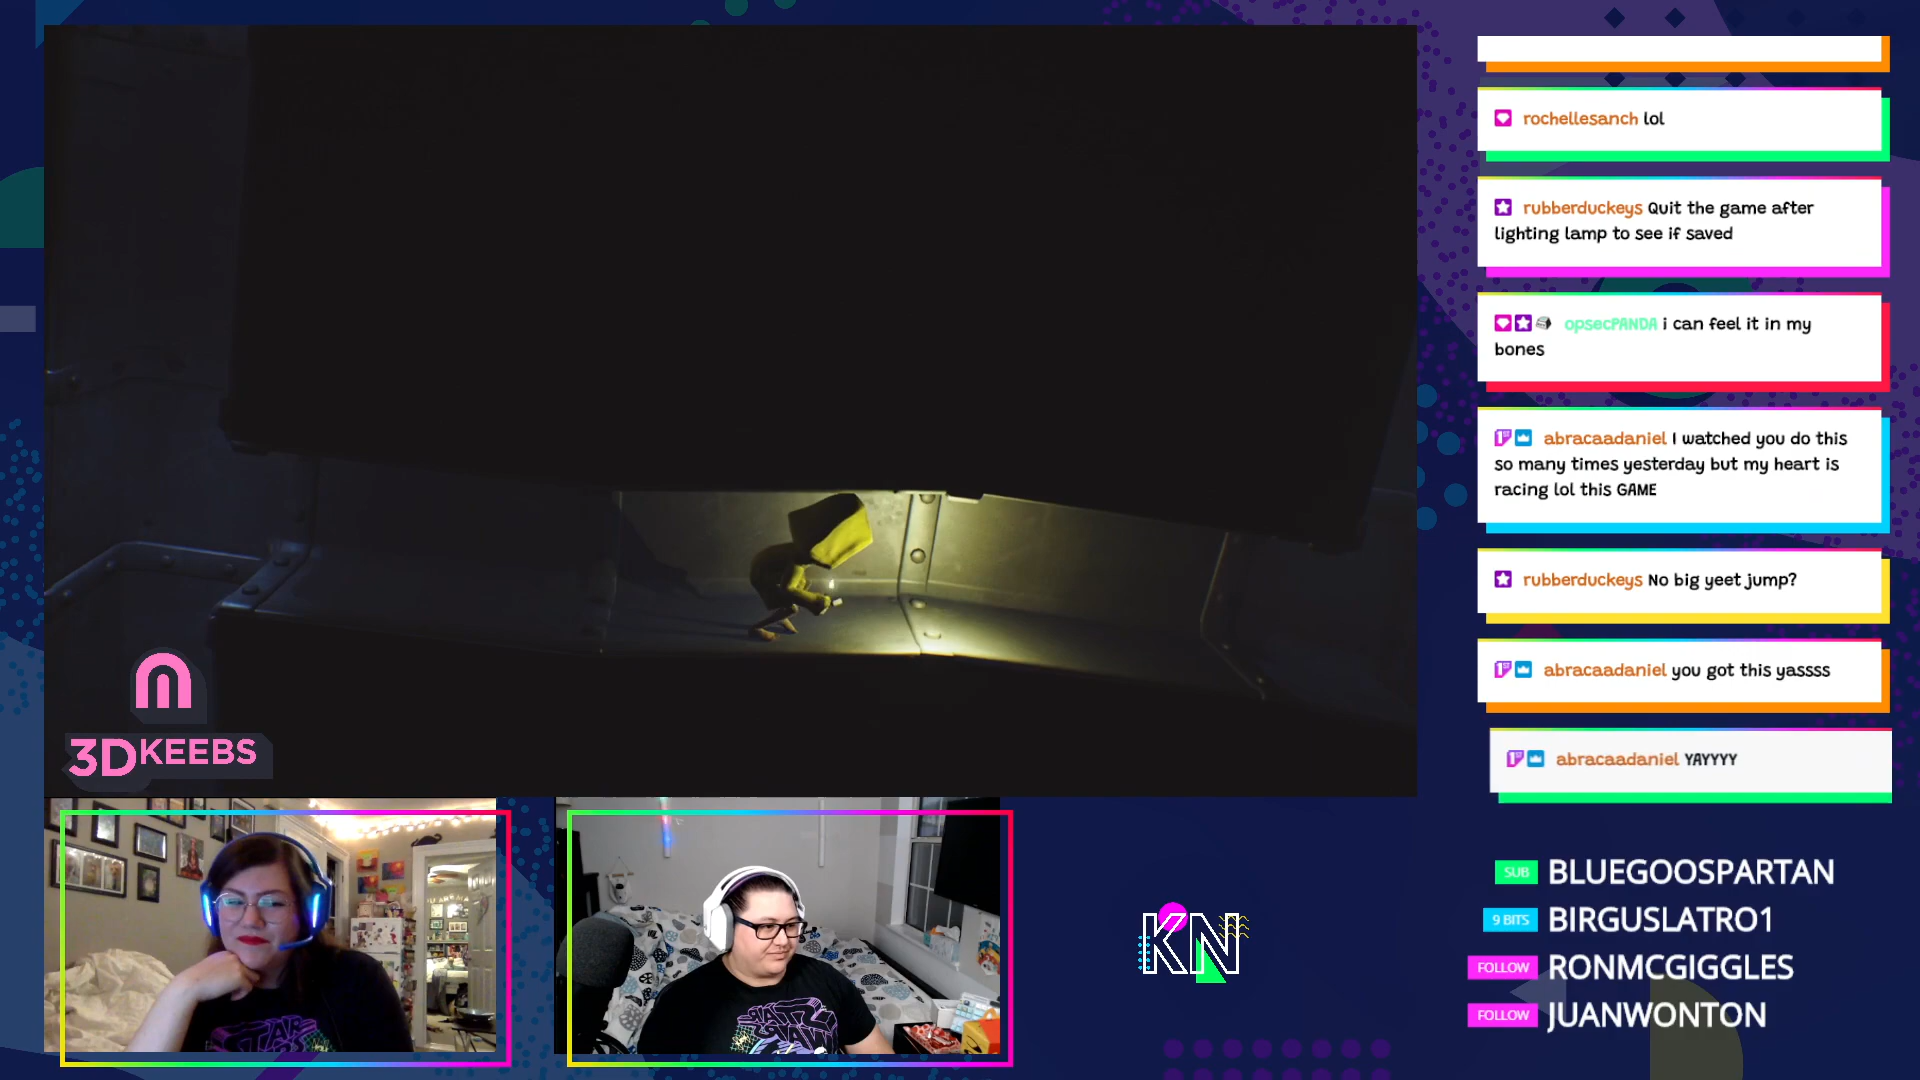 rochellesanch lol
rubberduckeys Quit the game after
lighting lamp to see if saved
opsecPANDA i can feel it in my
bones
abracaadaniel I watched you do this
so many times yesterday but my heart is
racing lol this GAME
rubberduckeys No big yeet jump?
abracaadaniel you got this yassss
abracaadaniel YAYYYY
3DKEEBS
KN
SUB BLUEGOOSPARTAN
9 BITS BIRGUSLATRO1
FOLLOW RONMCGIGGLES
FOLLOW JUANWONTON